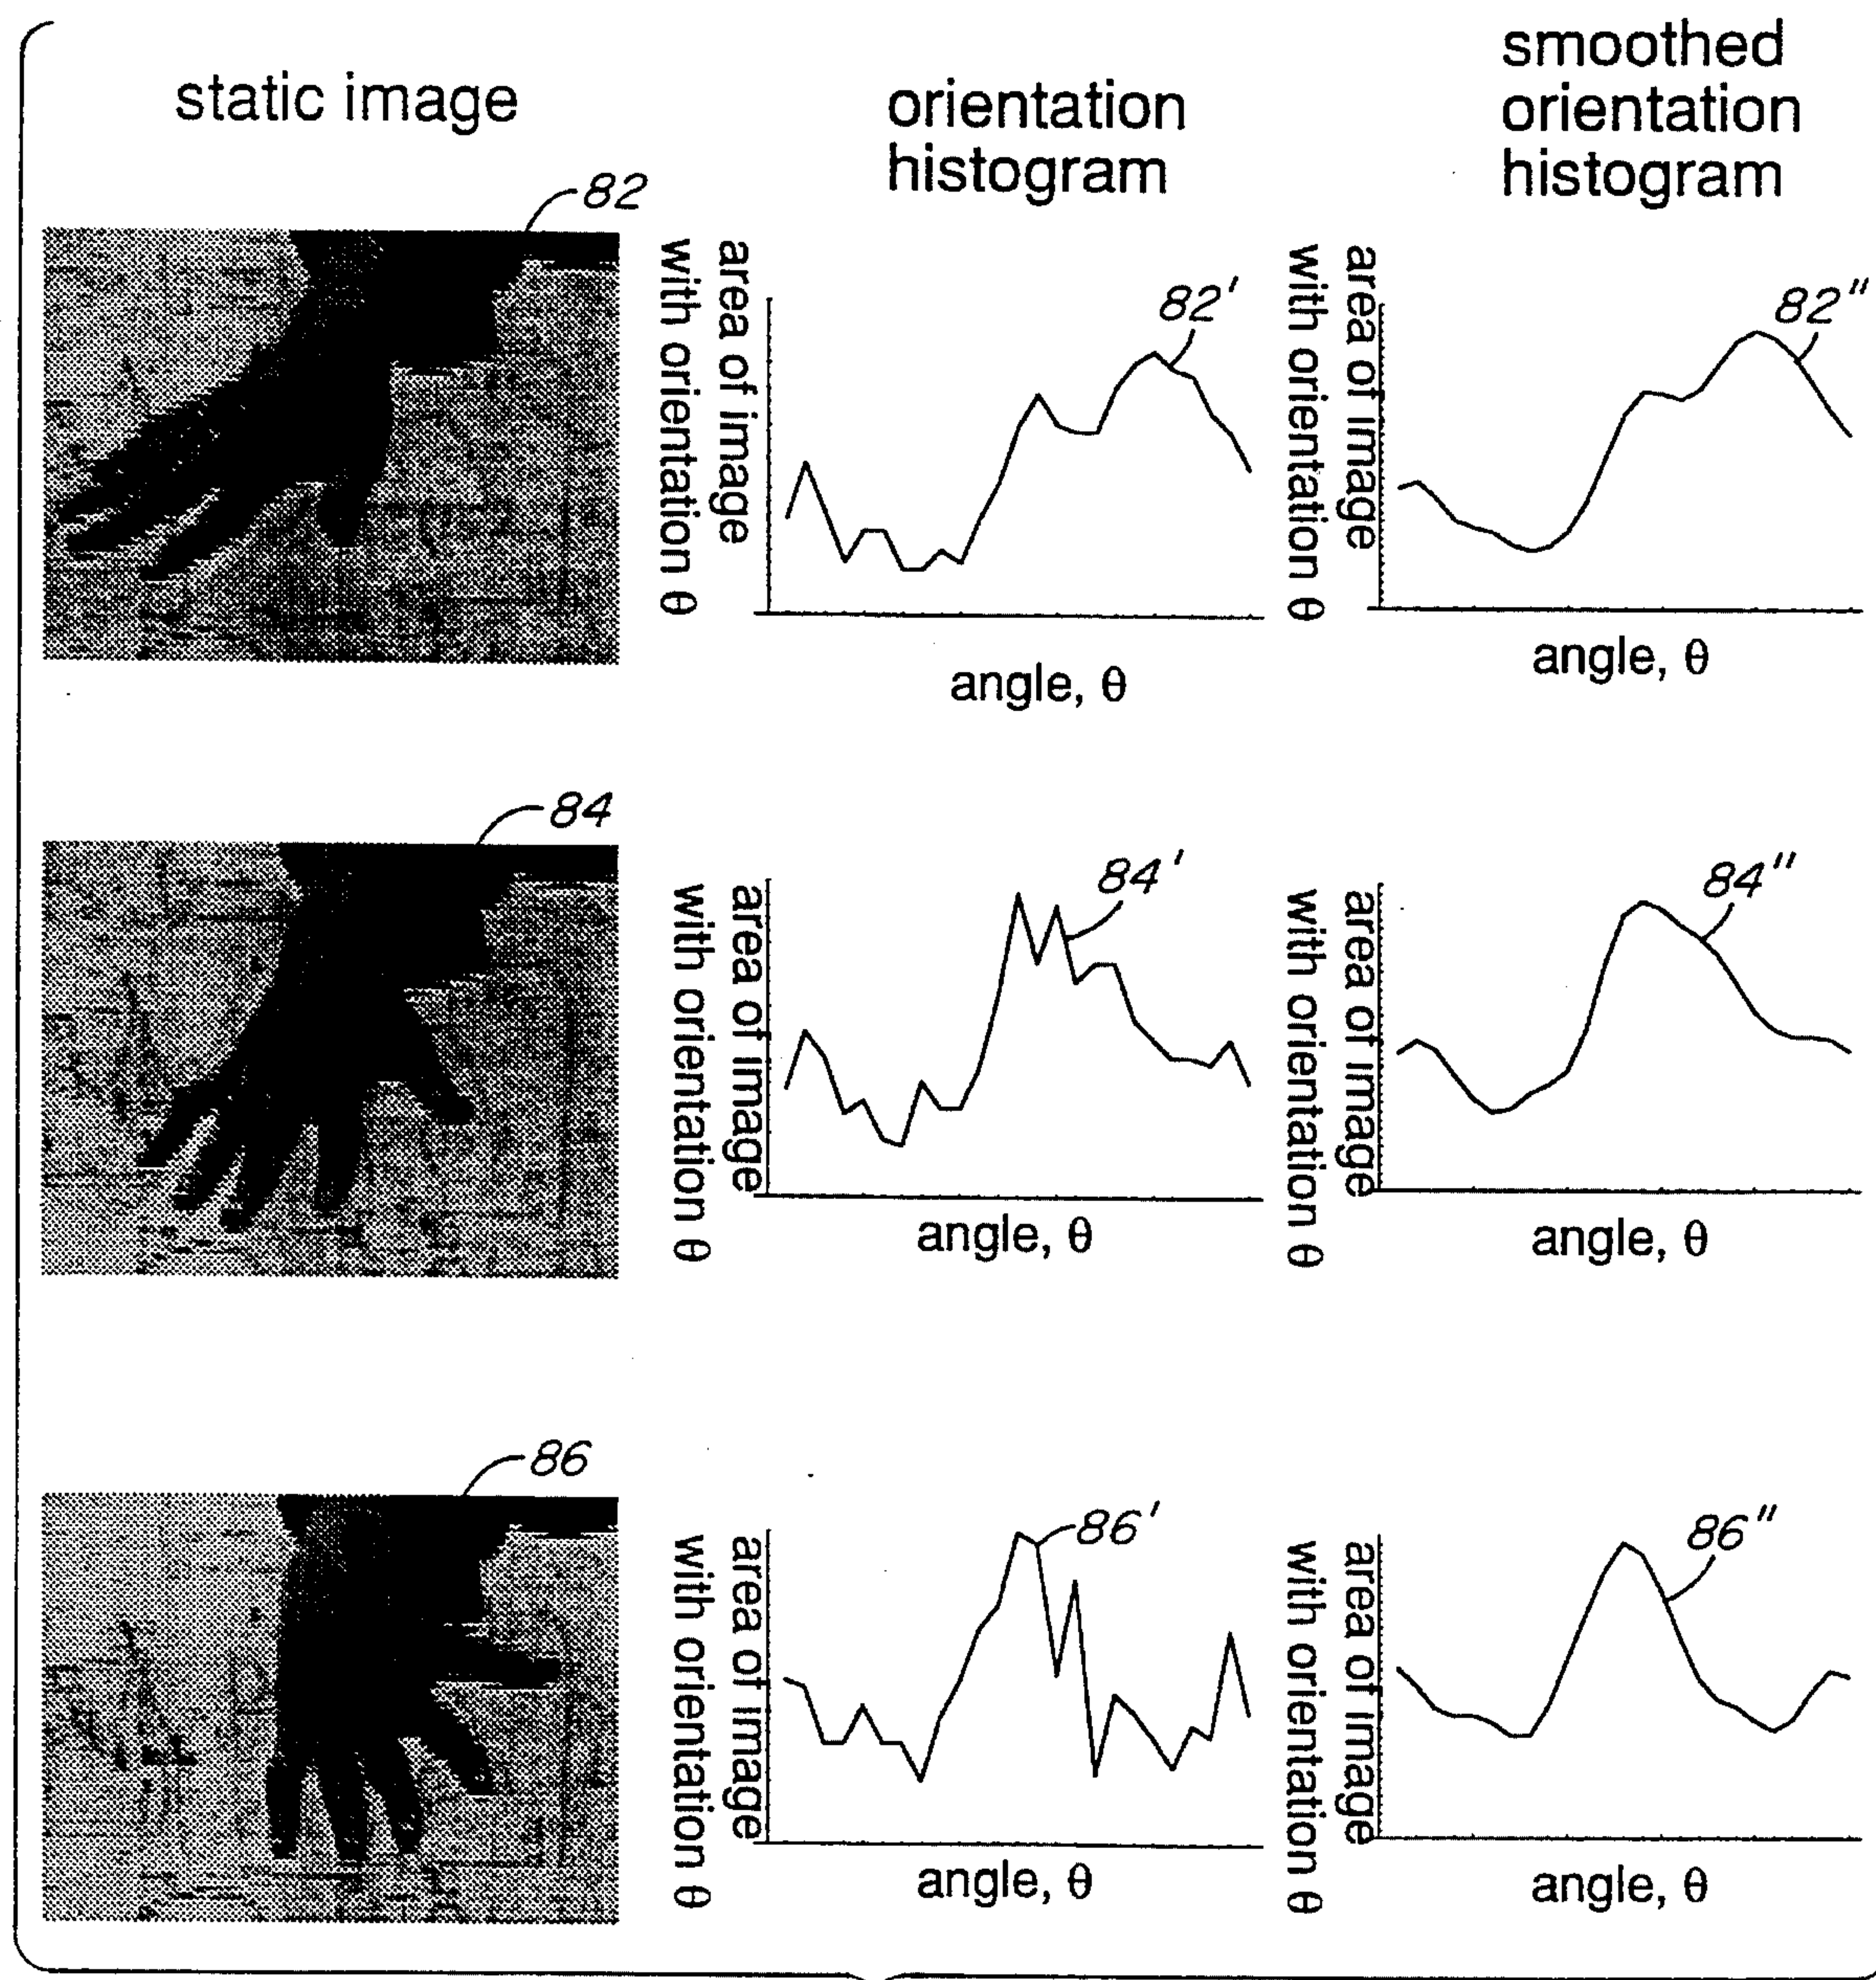 static image
orientation
histogram
smoothed
orientation
histogram
82
area of image
with orientation θ
82'
angle, θ
area of image
with orientation θ
82"
angle, θ
84
area of image
with orientation θ
84'
angle, θ
area of image
with orientation θ
84"
angle, θ
86
area of image
with orientation θ
86'
angle, θ
area of image
with orientation θ
86"
angle, θ